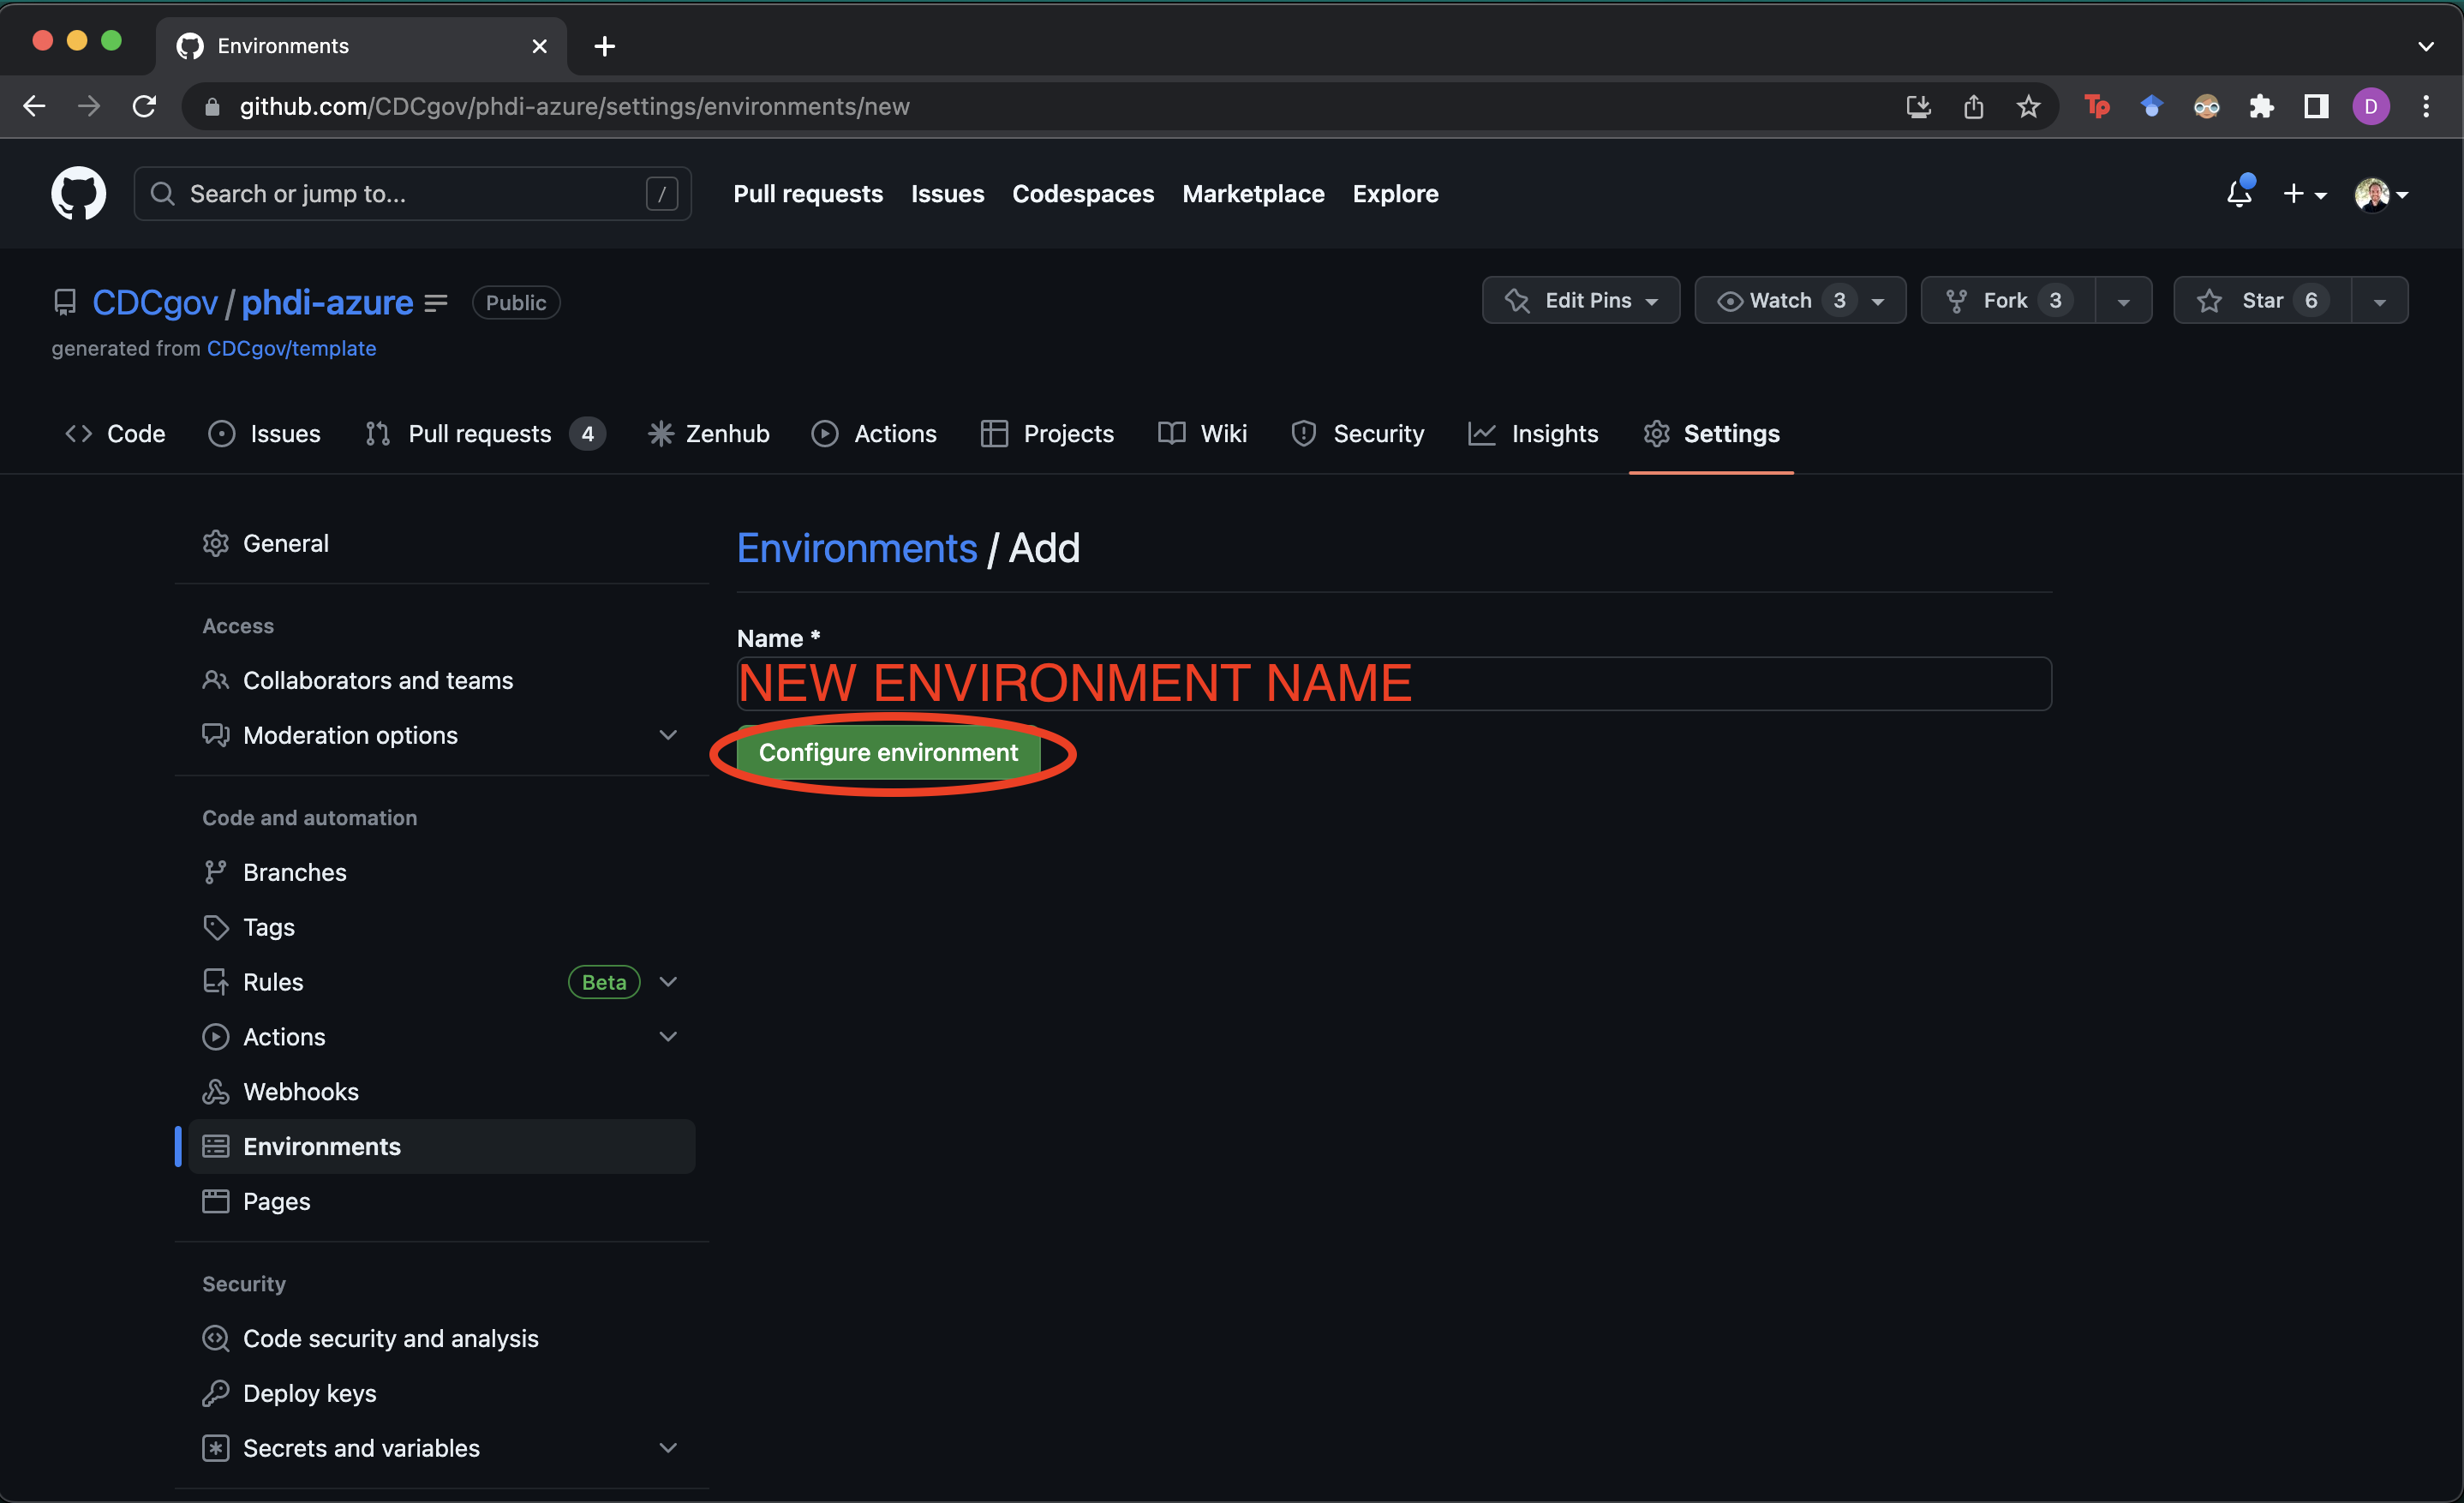 Environments
github.com/CDCgov/phdi-azure/settings/environments/new
Tp
D
Search or jump to... /
Pull requests Issues Codespaces Marketplace Explore
CDCgov / phdi-azure Public
Edit Pins Watch 3 Fork 3 Star 6
generated from CDCgov/template
Code Issues Pull requests 4 Zenhub Actions Projects Wiki Security Insights Settings
General
Access
Collaborators and teams
Moderation options
Code and automation
Branches
Tags
Rules Beta
Actions
Webhooks
Environments
Pages
Security
Code security and analysis
Deploy keys
Secrets and variables
Environments / Add
Name *
NEW ENVIRONMENT NAME
Configure environment